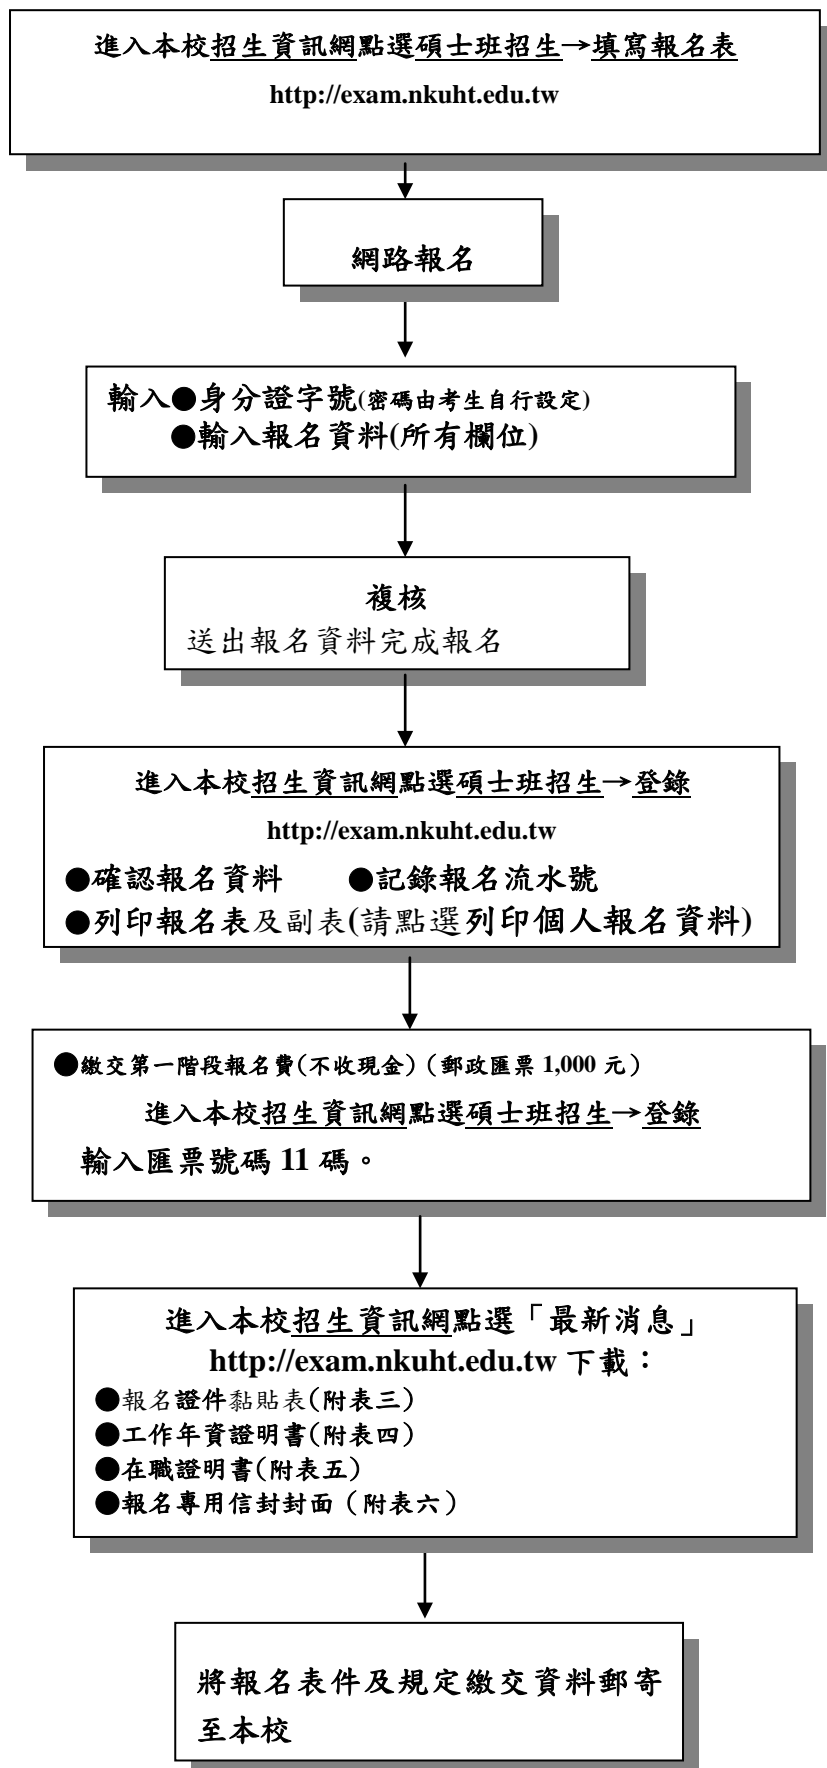 進入本校招生資訊網點選碩士班招生→填寫報名表
http://exam.nkuht.edu.tw
網路報名
輸入●身分證字號(密碼由考生自行設定)
●輸入報名資料(所有欄位)
複核
送出報名資料完成報名
進入本校招生資訊網點選碩士班招生→登錄
http://exam.nkuht.edu.tw
●確認報名資料 ●記錄報名流水號
●列印報名表及副表(請點選列印個人報名資料)
●繳交第一階段報名費(不收現金)(郵政匯票 1,000 元)
進入本校招生資訊網點選碩士班招生→登錄
輸入匯票號碼 11 碼。
進入本校招生資訊網點選「最新消息」
http://exam.nkuht.edu.tw 下載：
●報名證件黏貼表(附表三)
●工作年資證明書(附表四)
●在職證明書(附表五)
●報名專用信封封面（附表六）
將報名表件及規定繳交資料郵寄
至本校